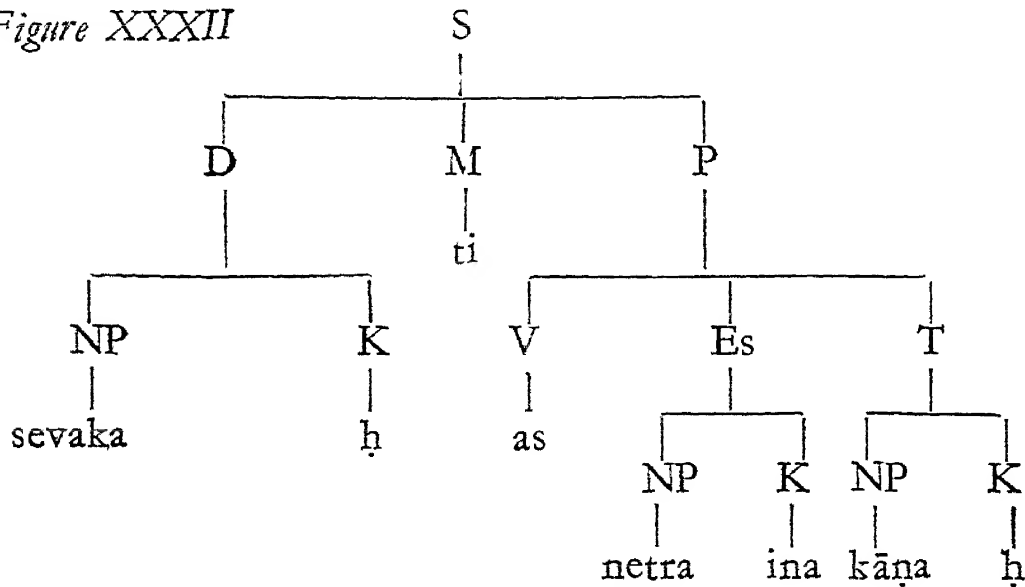 Figure XXXII
S
D M P
ti
NP K V Es T
sevaka ḥ as
NP K NP K
netra ina kāṇa ḥ